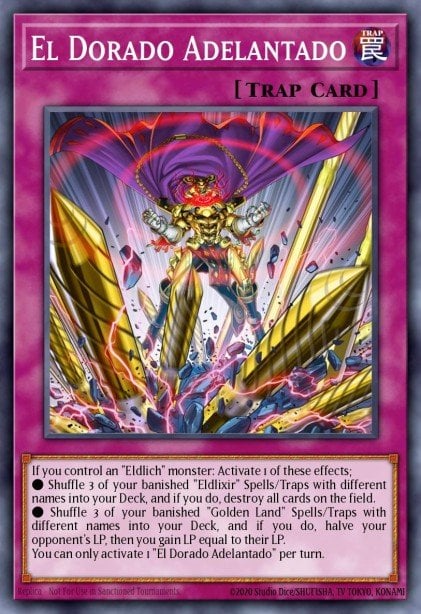 El Dorado Adelantado
TRAP
罠
[Trap Card]
If you control an "Eldlich" monster: Activate 1 of these effects;
● Shuffle 3 of your banished "Eldlixir" Spells/Traps with different
names into your Deck, and if you do, destroy all cards on the field.
● Shuffle 3 of your banished "Golden Land" Spells/Traps with
different names into your Deck, and if you do, halve your
opponent's LP, then you gain LP equal to their LP.
You can only activate 1 "El Dorado Adelantado" per turn.
Replica - Not For Use in Sanctioned Tournaments
©2020 Studio Dice/SHUEISHA, TV TOKYO, KONAMI